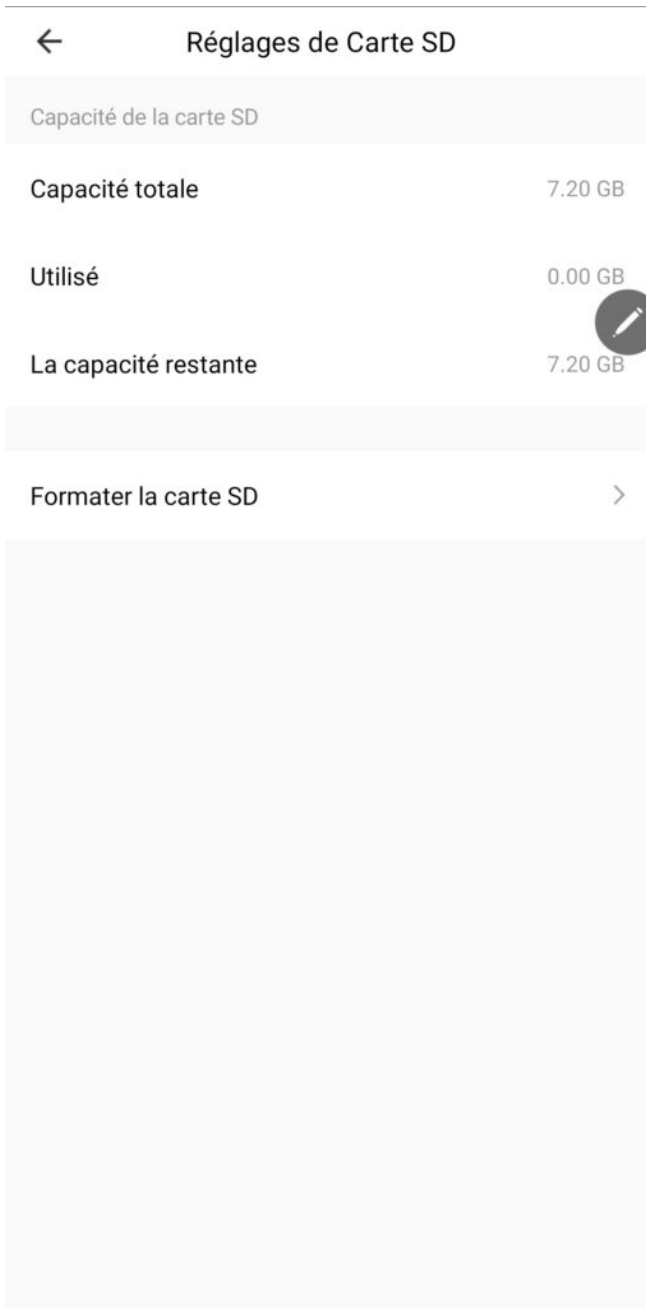 Réglages de Carte SD
Capacité de la carte SD
Capacité totale 7.20 GB
Utilisé 0.00 GB
La capacité restante 7.20 GB
Formater la carte SD